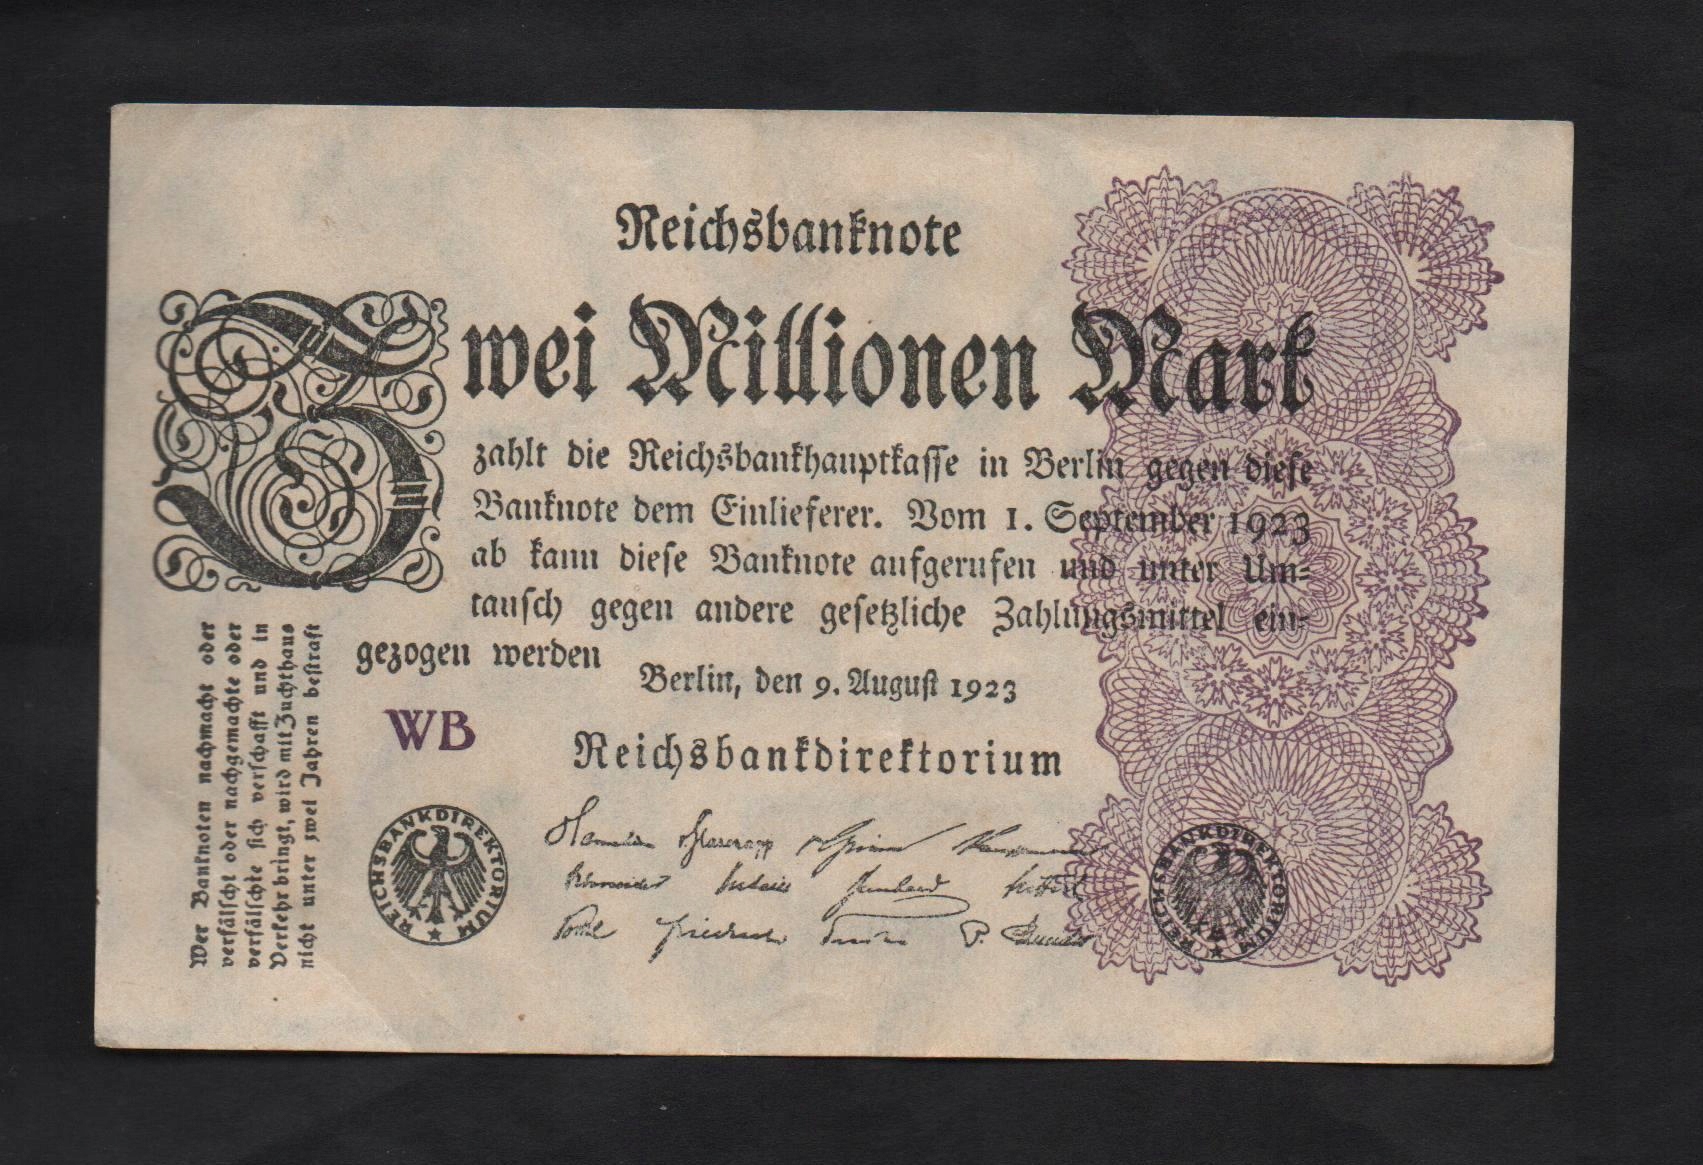 Reichsbanknote
Zwei Millionen Mark
zahlt die Reichsbankhauptkasse in Berlin gegen diese
Banknote dem Einlieferer. Vom 1. September 1923
ab kann diese Banknote aufgerufen und unter Um-
tausch gegen andere gesetzliche Zahlungsmittel ein-
gezogen werden
Berlin, den 9. August 1923
WB
Reichsbankdirektorium
REICHSBANKDIREKTORIUM
REICHSBANKDIREKTORIUM
Wer Banknoten nachmacht oder
verfälscht oder nachgemachte oder
verfälschte sich verschafft und in
Verkehr bringt, wird mit Zuchthaus
nicht unter zwei Jahren bestraft